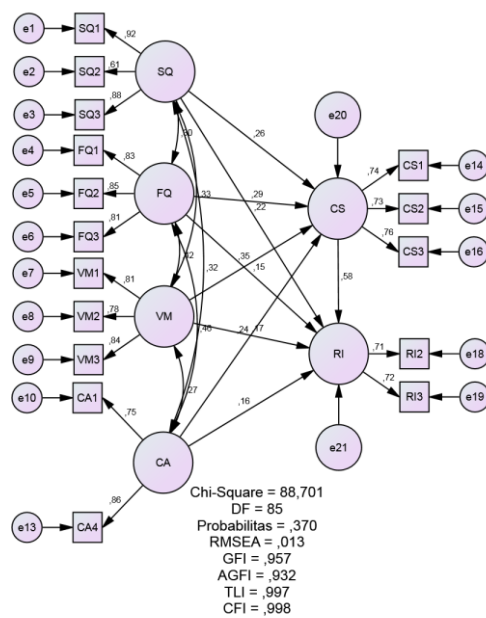 e1
SQ1
,92
e2
SQ2
,61
SQ
e3
SQ3
,88
e4
FQ1
,83
,30
,26
e20
e5
FQ2
,85
FQ
,33
,29
,22
CS
,74
CS1
e14
,73
CS2
e15
e6
FQ3
,81
,76
CS3
e16
e7
VM1
,81
,42
,32
,35
,15
,58
e8
VM2
,78
VM
,46
,24
,17
RI
,71
RI2
e18
e9
VM3
,84
,72
RI3
e19
e10
CA1
,75
,27
,16
CA
e21
e13
CA4
,86
Chi-Square = 88,701
DF = 85
Probabilitas = ,370
RMSEA = ,013
GFI = ,957
AGFI = ,932
TLI = ,997
CFI = ,998